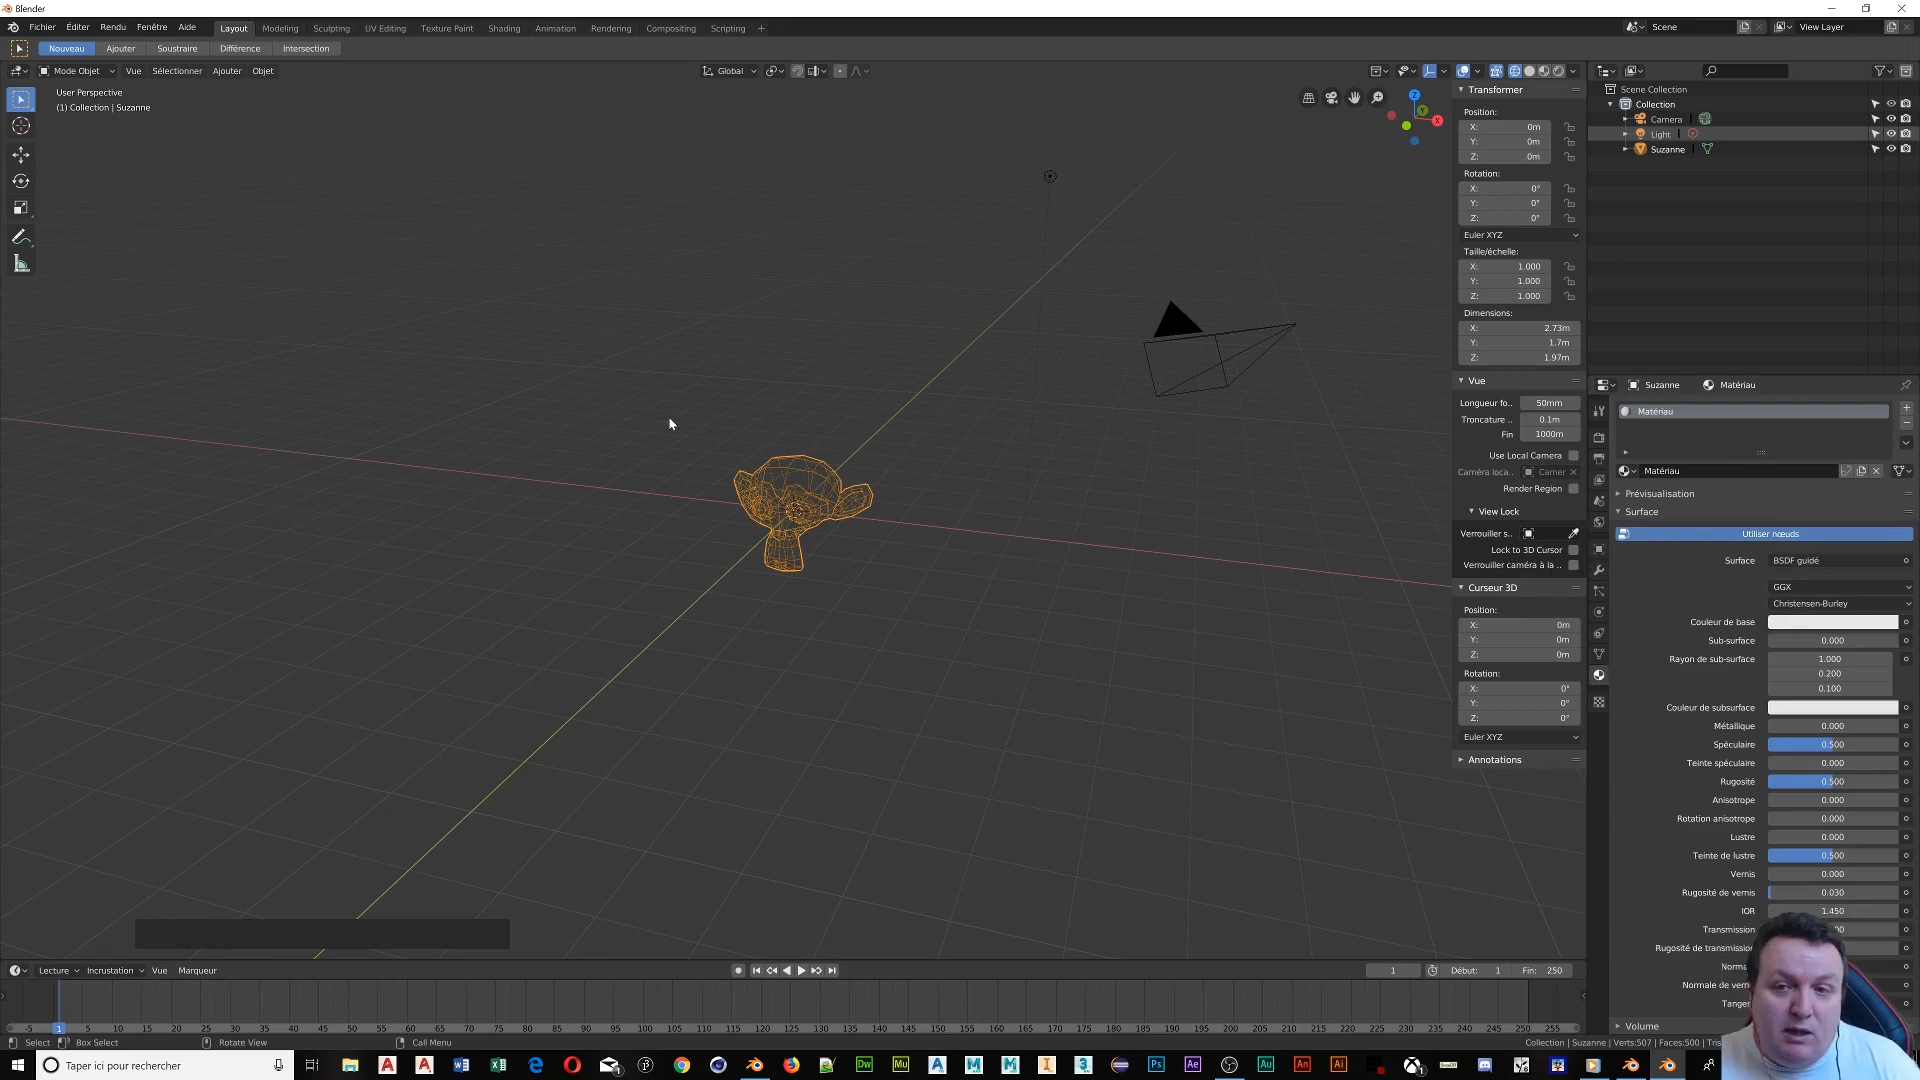 Blender
Fichier Éditer Rendu Fenêtre Aide Layout Modeling Sculpting UV Editing Texture Paint Shading Animation Rendering Compositing Scripting + Scene View Layer
Nouveau Ajouter Soustraire Différence Intersection
Mode Objet Vue Sélectionner Ajouter Objet Global
User Perspective
(1) Collection | Suzanne
Z
Y
X
Transformer
Position:
X: 0m
Y: 0m
Z: 0m
Rotation:
X: 0°
Y: 0°
Z: 0°
Euler XYZ
Taille/échelle:
X: 1.000
Y: 1.000
Z: 1.000
Dimensions:
X: 2.73m
Y: 1.7m
Z: 1.97m
Vue
Longueur fo.. 50mm
Troncature .. 0.1m
Fin 1000m
Use Local Camera
Caméra loca.. Camer
Render Region
View Lock
Verrouiller s..
Lock to 3D Cursor
Verrouiller caméra à la ..
Curseur 3D
Position:
X: 0m
Y: 0m
Z: 0m
Rotation:
X: 0°
Y: 0°
Z: 0°
Euler XYZ
Annotations
Scene Collection
Collection
Camera
Light
Suzanne
Suzanne Matériau
Matériau
Matériau
Prévisualisation
Surface
Utiliser nœuds
Surface BSDF guidé
GGX
Christensen-Burley
Couleur de base
Sub-surface 0.000
Rayon de sub-surface 1.000
0.200
0.100
Couleur de subsurface
Métallique 0.000
Spéculaire 0.500
Teinte spéculaire 0.000
Rugosité 0.500
Anisotrope 0.000
Rotation anisotrope 0.000
Lustre 0.000
Teinte de lustre 0.500
Vernis 0.000
Rugosité de vernis 0.030
IOR 1.450
Transmission
Rugosité de transmission
Norma
Normale de vern
Tangen
Volume
Lecture Incrustation Vue Marqueur 1 Début: 1 Fin: 250
-5 1 5 10 15 20 25 30 35 40 45 50 55 60 65 70 75 80 85 90 95 100 105 110 115 120 125 130 135 140 145 150 155 160 165 170 175 180 185 190 195 200 205 210 215 220 225 230 235 240 245 250 255
Select Box Select Rotate View Call Menu Collection | Suzanne | Verts:507 | Faces:500 | Tris
Taper ici pour rechercher